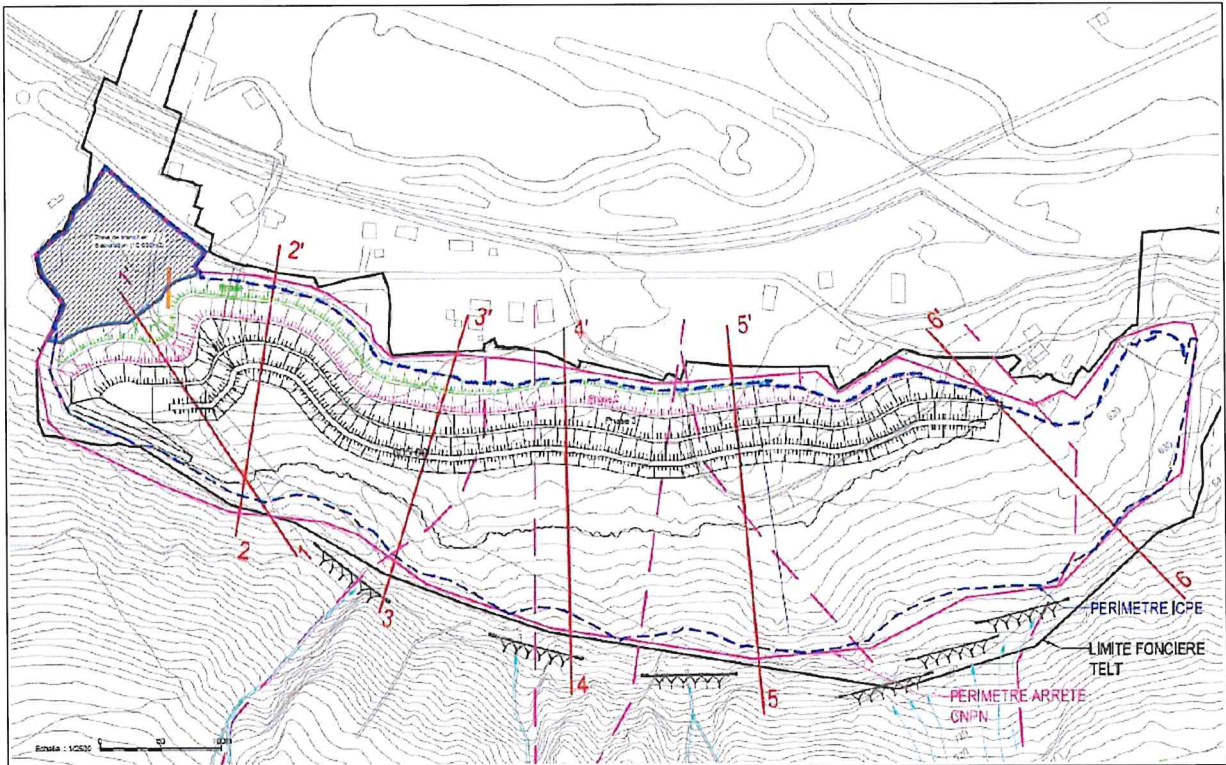 2'
3'
4'
5'
6'
2
1
3
4
5
6
PERIMETRE ICPE
LIMITE FONCIERE
TELT
PERIMETRE ARRETE
CNPN
Echelle : 1/2500